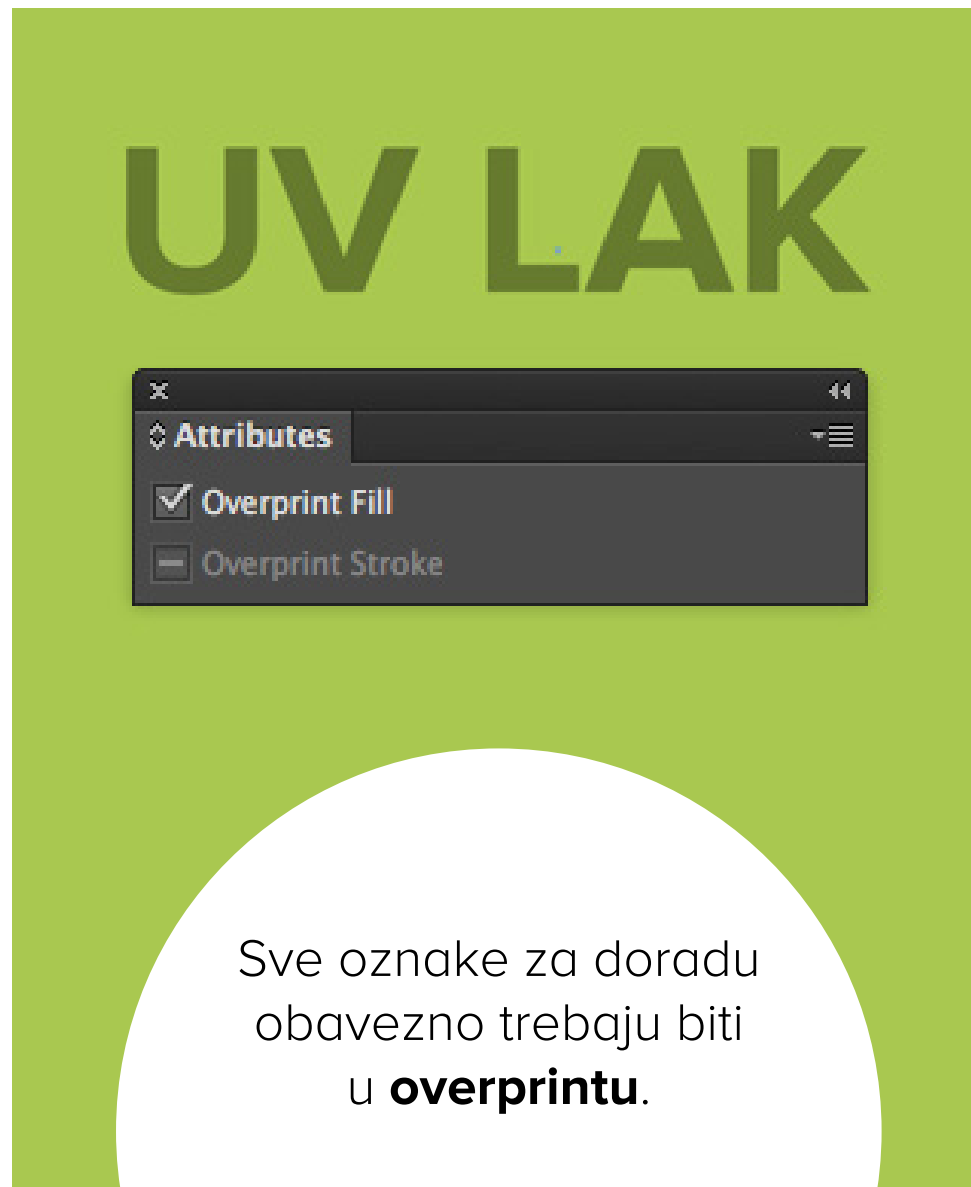 UV LAK
Attributes
Overprint Fill
Overprint Stroke
Sve oznake za doradu
obavezno trebaju biti
u overprintu.